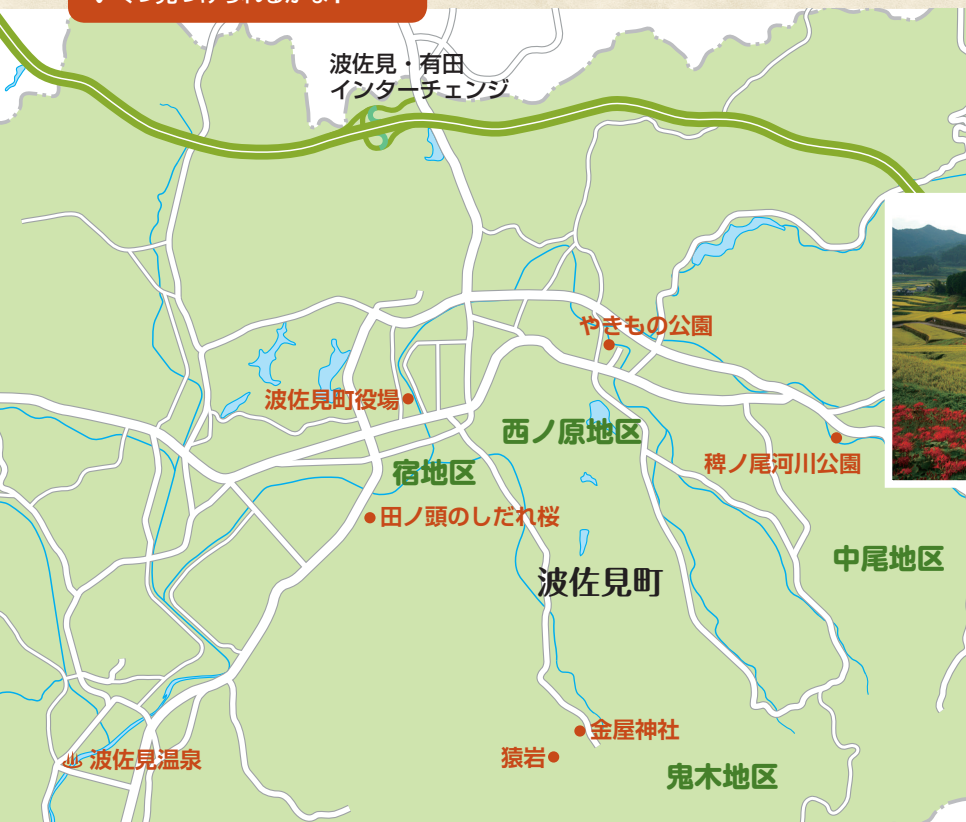 波佐見・有田
インターチェンジ
やきもの公園
波佐見町役場
西ノ原地区
稗ノ尾河川公園
宿地区
田ノ頭のしだれ桜
中尾地区
波佐見町
金屋神社
猿岩
波佐見温泉
鬼木地区